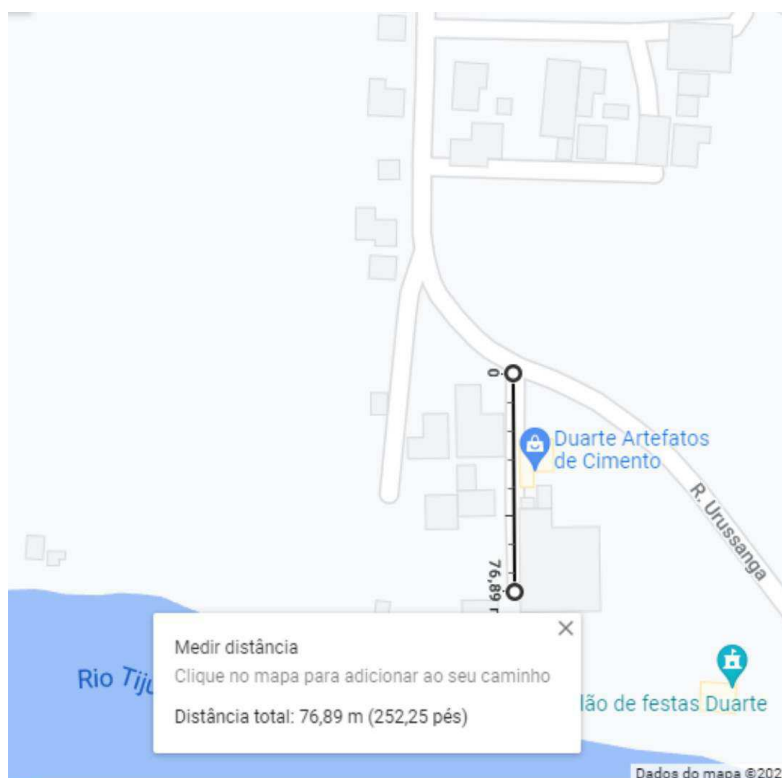 0
Duarte Artefatos
de Cimento
R. Urussanga
76,89
Medir distância
Clique no mapa para adicionar ao seu caminho
Distância total: 76,89 m (252,25 pés)
Rio
de festas Duarte
Dados do mapa